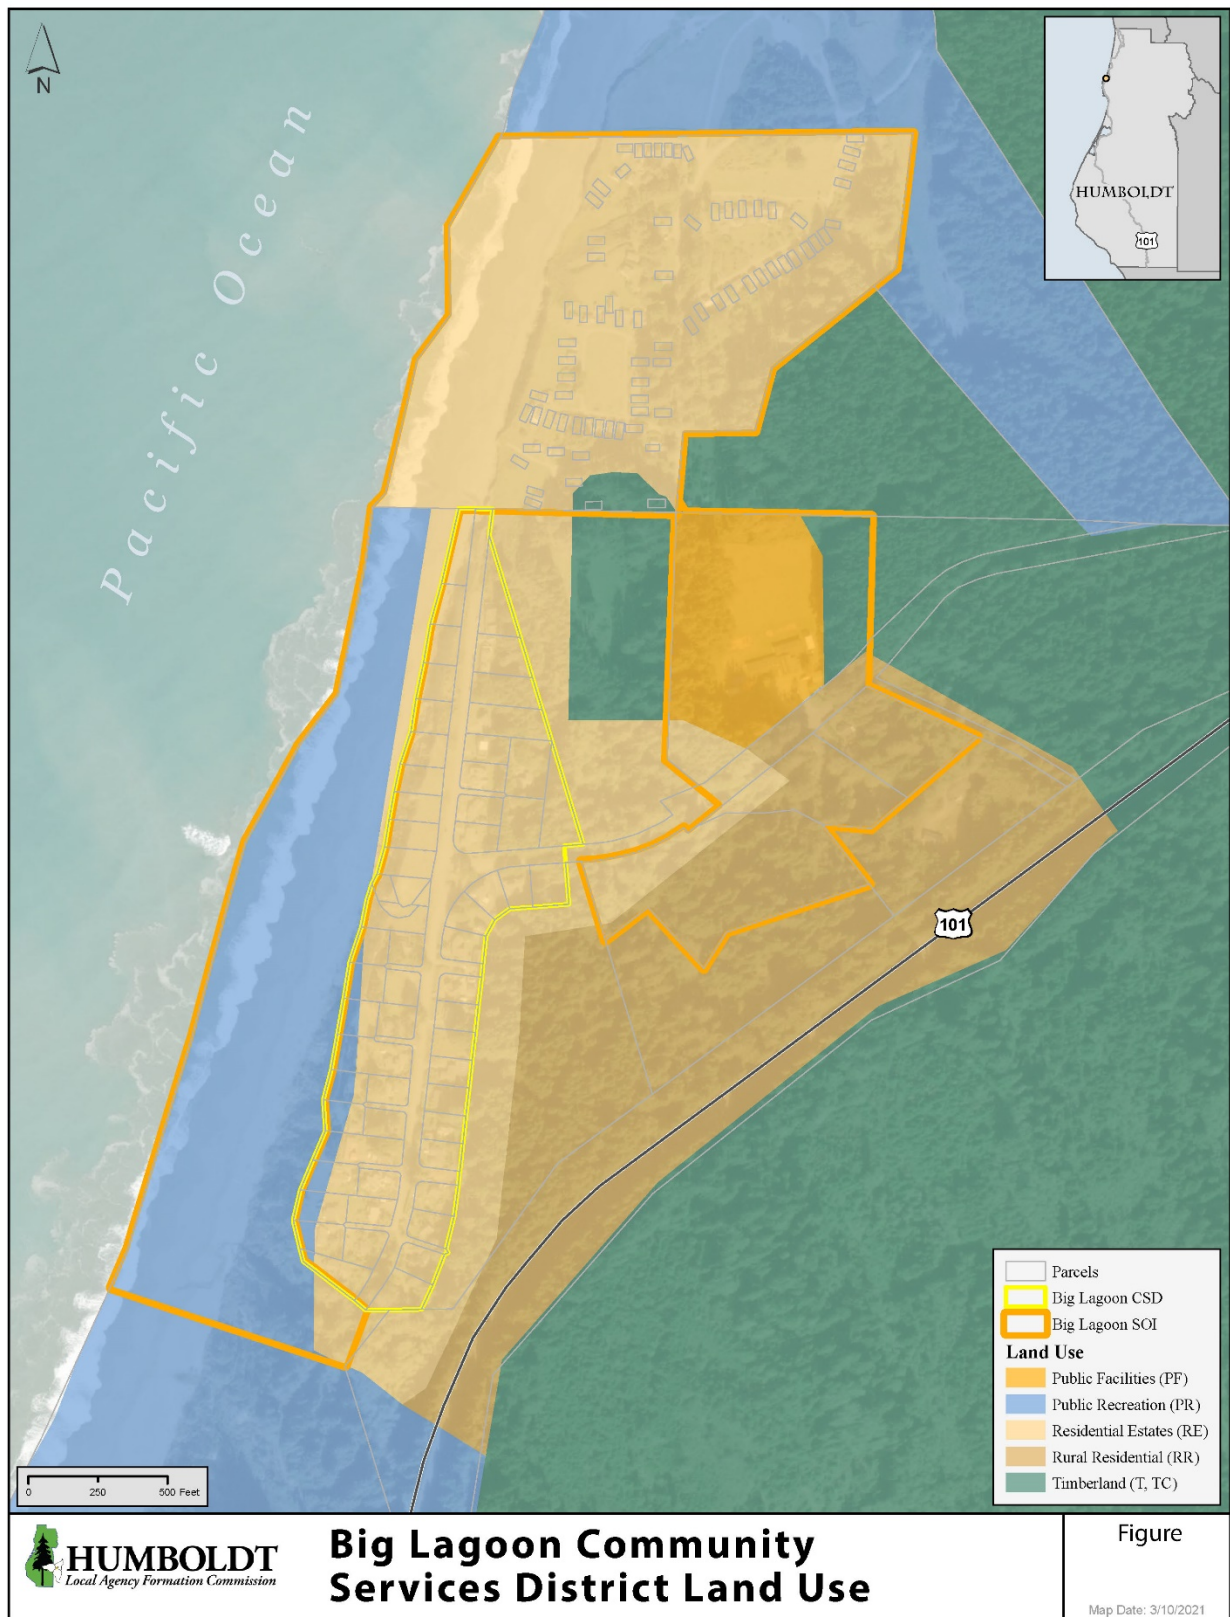 N
Pacific Ocean
HUMBOLDT
101
101
Parcels
Big Lagoon CSD
Big Lagoon SOI
Land Use
Public Facilities (PF)
Public Recreation (PR)
Residential Estates (RE)
Rural Residential (RR)
Timberland (T, TC)
0 250 500 Feet
HUMBOLDT
Local Agency Formation Commission
Big Lagoon Community
Services District Land Use
Figure
Map Date: 3/10/2021